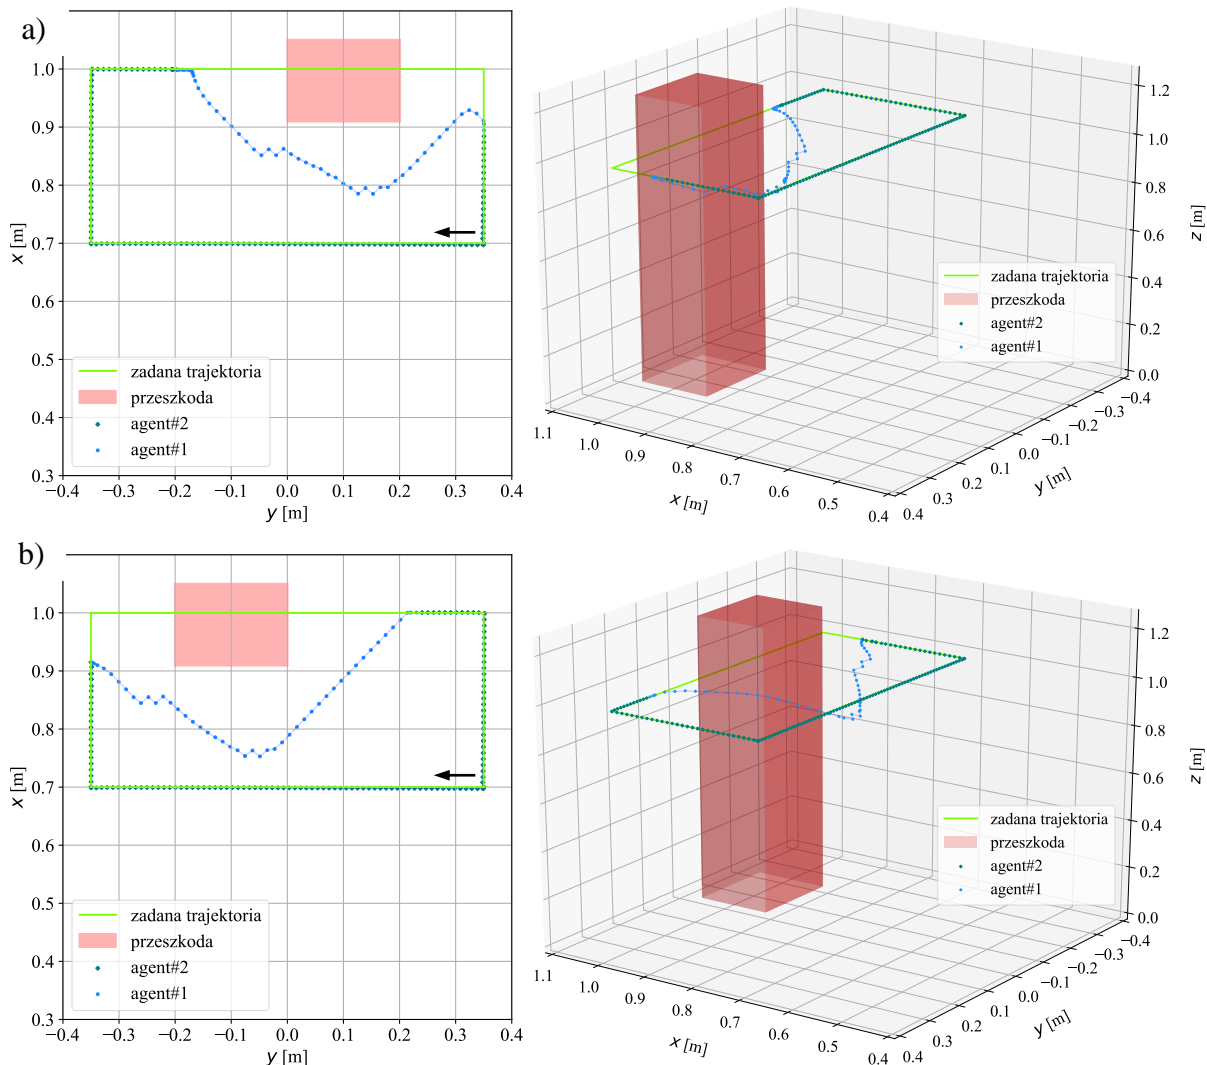 a)
1.0
0.9
0.8
0.7
0.6
0.5
0.4
0.3
x [m]
zadana trajektoria
przeszkoda
agent#2
agent#1
−0.4 −0.3 −0.2 −0.1 0.0 0.1 0.2 0.3 0.4
y [m]
1.2
1.0
0.8
0.6
0.4
0.2
0.0
z [m]
zadana trajektoria
przeszkoda
agent#2
agent#1
1.1 1.0 0.9 0.8 0.7 0.6 0.5 0.4
x [m]
0.4 0.3 0.2 0.1 0.0 −0.1 −0.2 −0.3 −0.4
y [m]
b)
1.0
0.9
0.8
0.7
0.6
0.5
0.4
0.3
x [m]
zadana trajektoria
przeszkoda
agent#2
agent#1
−0.4 −0.3 −0.2 −0.1 0.0 0.1 0.2 0.3 0.4
y [m]
1.2
1.0
0.8
0.6
0.4
0.2
0.0
z [m]
zadana trajektoria
przeszkoda
agent#2
agent#1
1.1 1.0 0.9 0.8 0.7 0.6 0.5 0.4
x [m]
0.4 0.3 0.2 0.1 0.0 −0.1 −0.2 −0.3 −0.4
y [m]